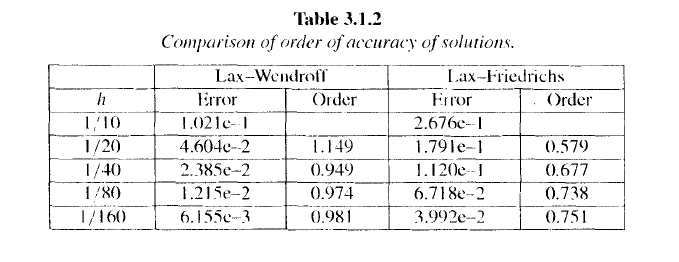 Table 3.1.2
Comparison of order of accuracy of solutions.
Lax–Wendroff Lax–Friedrichs
h Error Order Error Order
1/10 1.021e–1 2.676e–1
1/20 4.604e–2 1.149 1.791e–1 0.579
1/40 2.385e–2 0.949 1.120e–1 0.677
1/80 1.215e–2 0.974 6.718e–2 0.738
1/160 6.155e–3 0.981 3.992e–2 0.751